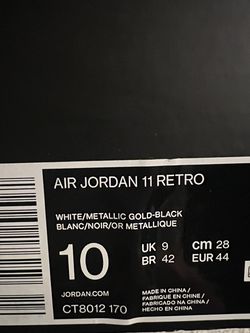 AIR JORDAN 11 RETRO
WHITE/METALLIC GOLD-BLACK
BLANC/NOIR/OR METALLIQUE
10
UK 9 cm 28
BR 42 EUR 44
JORDAN.COM
CT8012 170
MADE IN CHINA/
FABRIQUE EN CHINE/
FABRICADO NA CHINA/
HECHO EN CHINA